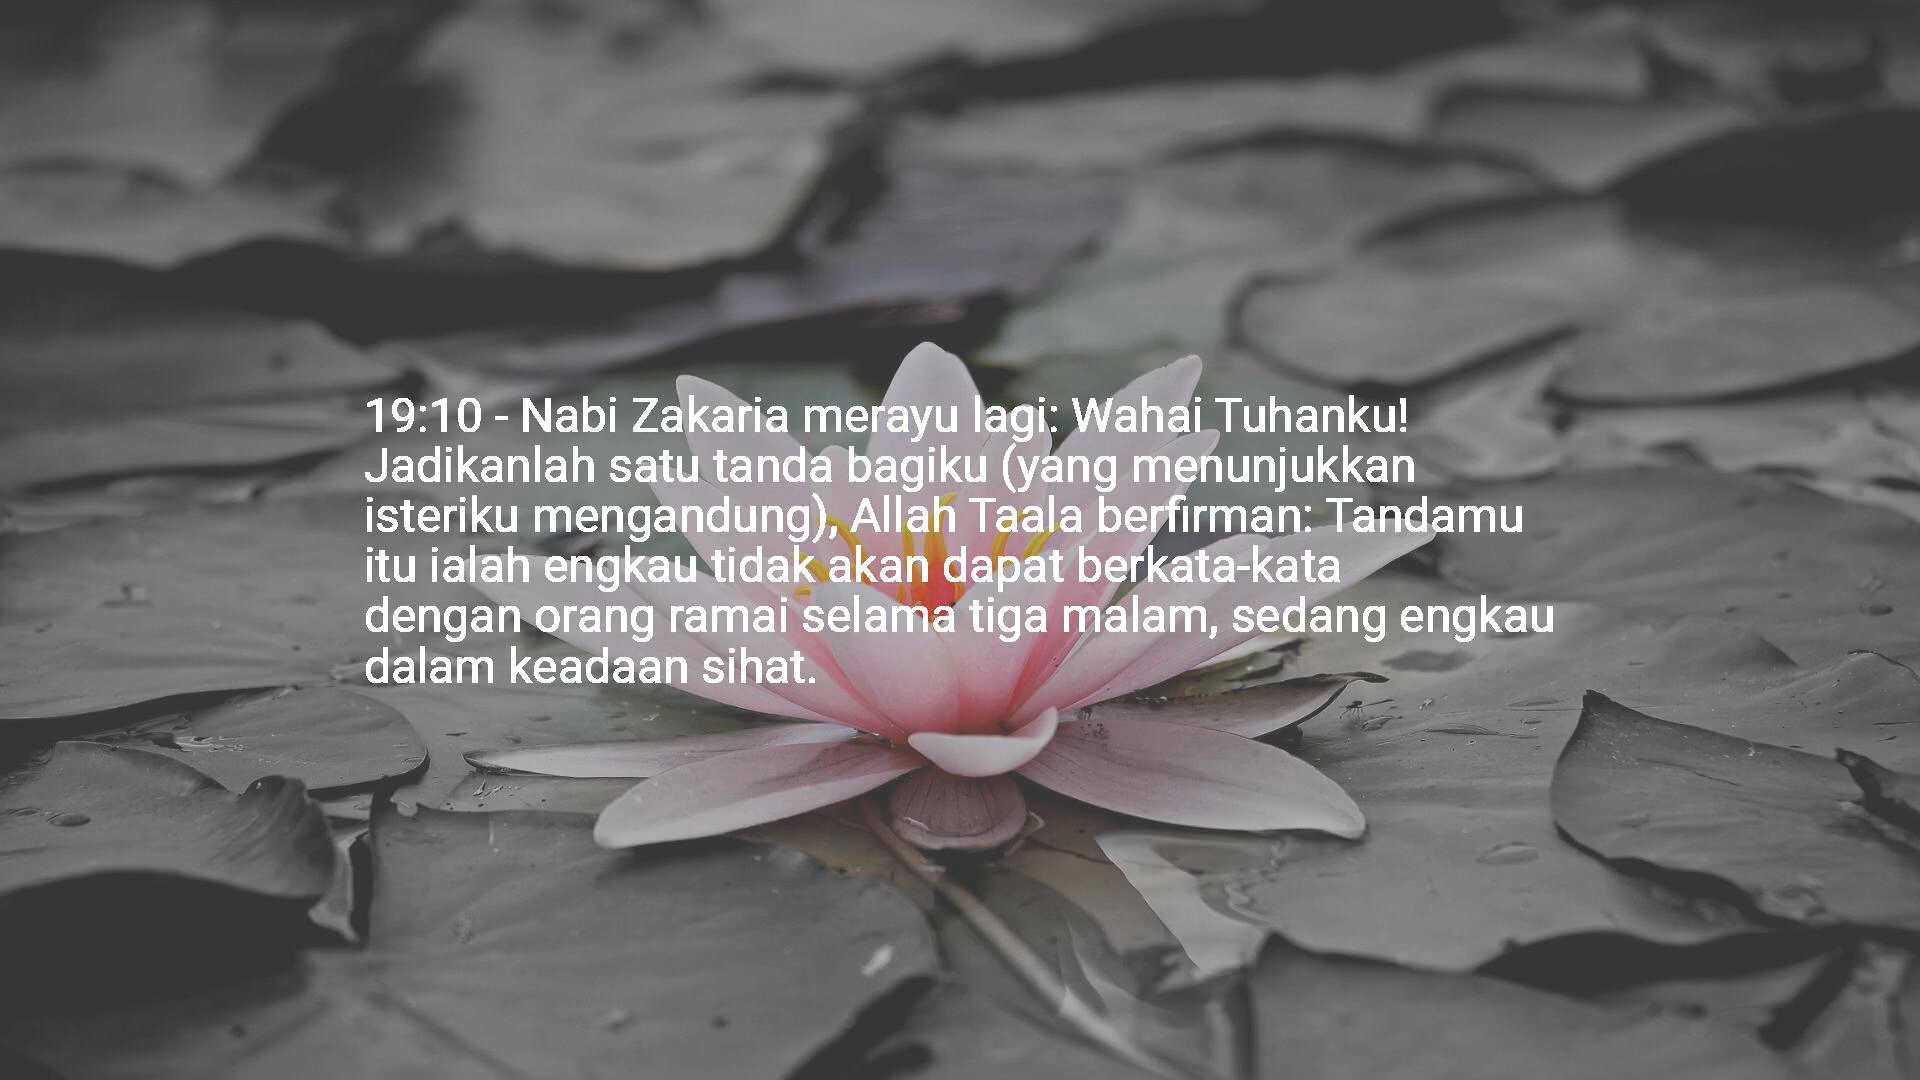 19:10 - Nabi Zakaria merayu lagi: Wahai Tuhanku!
Jadikanlah satu tanda bagiku (yang menunjukkan
isteriku mengandung), Allah Taala berfirman: Tandamu
itu ialah engkau tidak akan dapat berkata-kata
dengan orang ramai selama tiga malam, sedang engkau
dalam keadaan sihat.